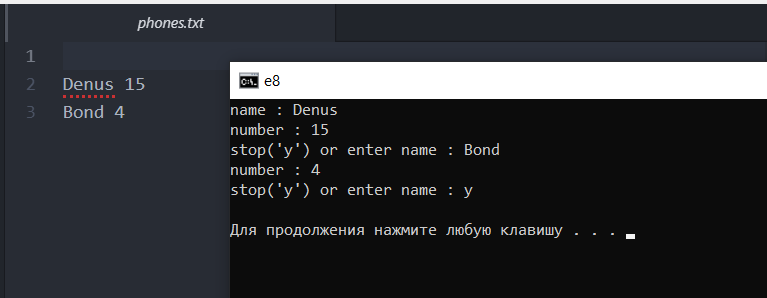 phones.txt
1
2 Denus 15
3 Bond 4
e8
name : Denus
number : 15
stop('y') or enter name : Bond
number : 4
stop('y') or enter name : y
Для продолжения нажмите любую клавишу . . .